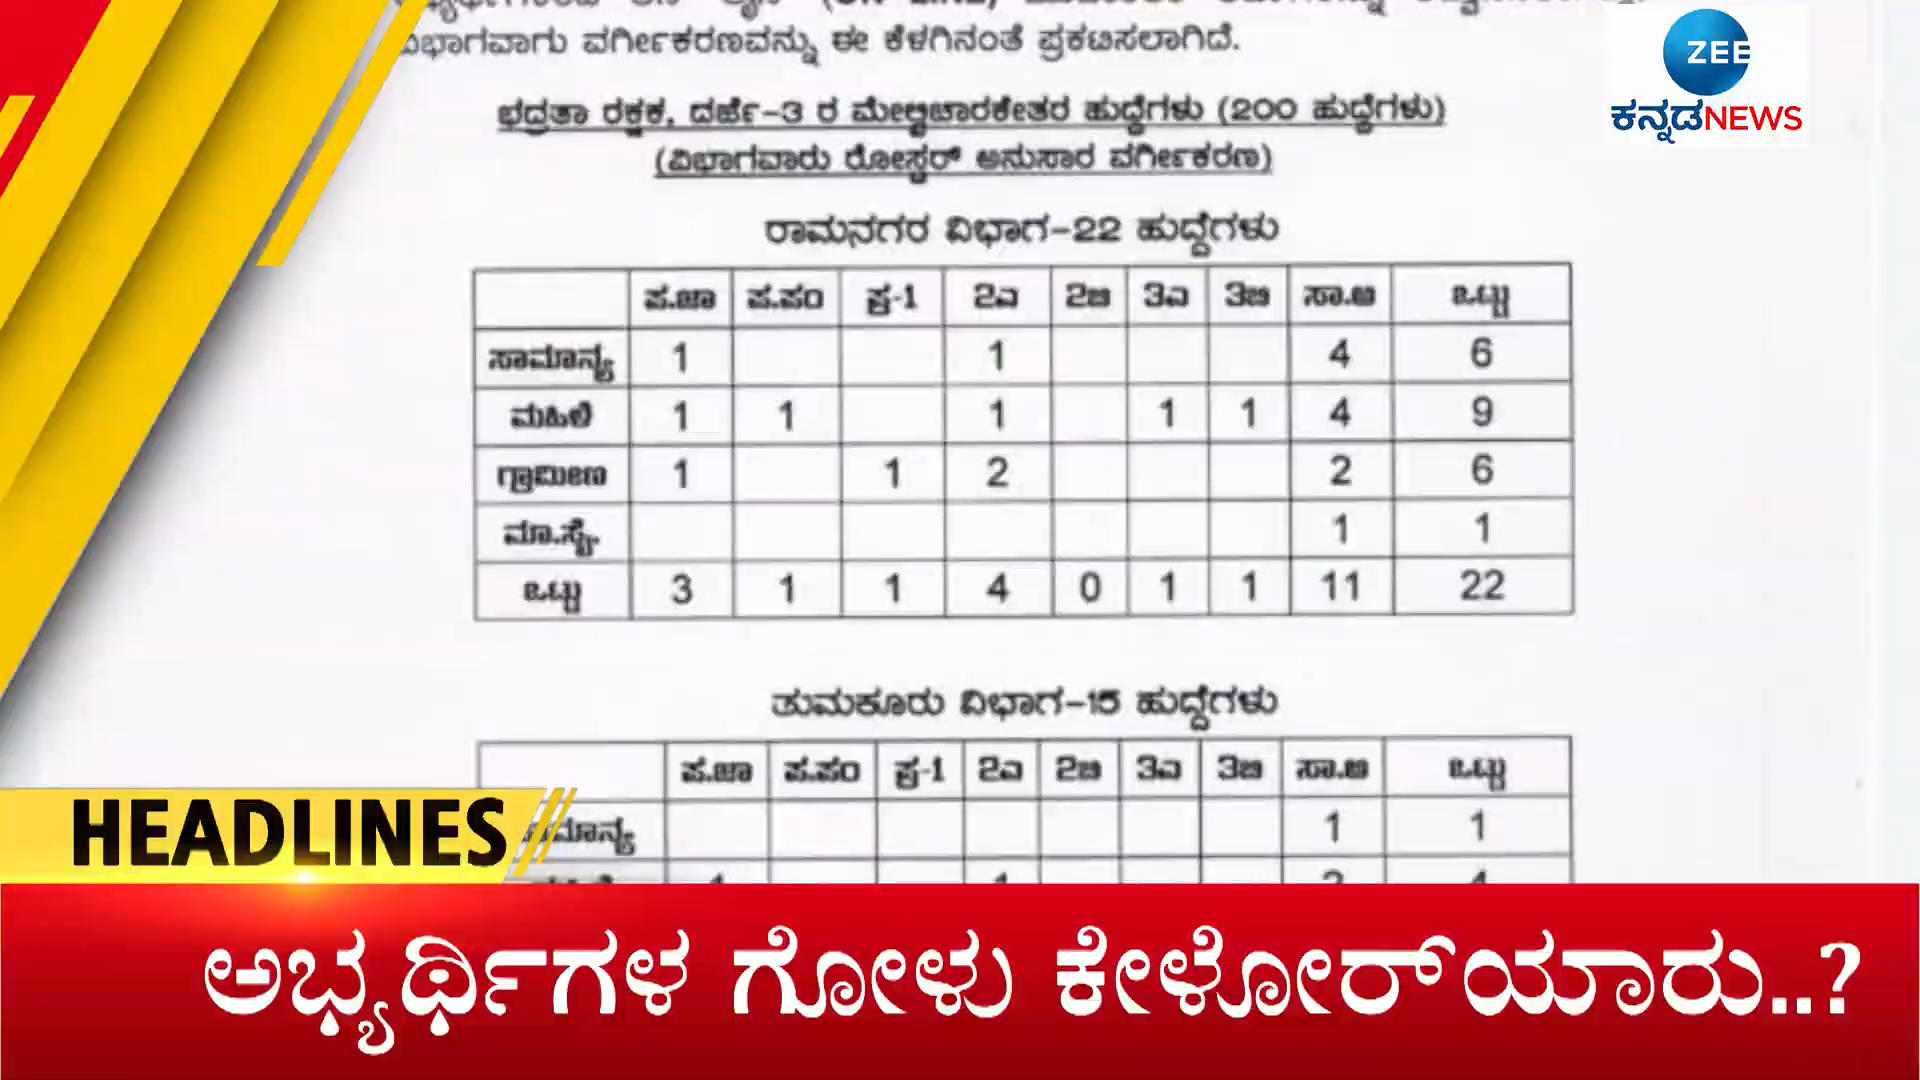 ವಿಭಾಗವಾರು ವರ್ಗೀಕರಣವನ್ನು ಈ ಕೆಳಗಿನಂತೆ ಪ್ರಕಟಿಸಲಾಗಿದೆ.
ZEE
ಕನ್ನಡNEWS
ಭದ್ರತಾ ರಕ್ಷಕ, ದರ್ಜೆ-3 ರ ಮೇಲ್ವಿಚಾರಕೇತರ ಹುದ್ದೆಗಳು (200 ಹುದ್ದೆಗಳು)
(ವಿಭಾಗವಾರು ರೋಸ್ಟರ್ ಅನುಸಾರ ವರ್ಗೀಕರಣ)
ರಾಮನಗರ ವಿಭಾಗ-22 ಹುದ್ದೆಗಳು
ಪ.ಜಾ ಪ.ಪಂ ಪ್ರ-1 2ಎ 2ಬಿ 3ಎ 3ಬಿ ಸಾ.ಅ ಒಟ್ಟು
ಸಾಮಾನ್ಯ 1 1 4 6
ಮಹಿಳೆ 1 1 1 1 1 4 9
ಗ್ರಾಮೀಣ 1 1 2 2 6
ಮಾ.ಸೈ. 1 1
ಒಟ್ಟು 3 1 1 4 0 1 1 11 22
ತುಮಕೂರು ವಿಭಾಗ-15 ಹುದ್ದೆಗಳು
ಪ.ಜಾ ಪ.ಪಂ ಪ್ರ-1 2ಎ 2ಬಿ 3ಎ 3ಬಿ ಸಾ.ಅ ಒಟ್ಟು
ಸಾಮಾನ್ಯ 1 1
HEADLINES
ಅಭ್ಯರ್ಥಿಗಳ ಗೋಳು ಕೇಳೋರ್‌ಯಾರು..?